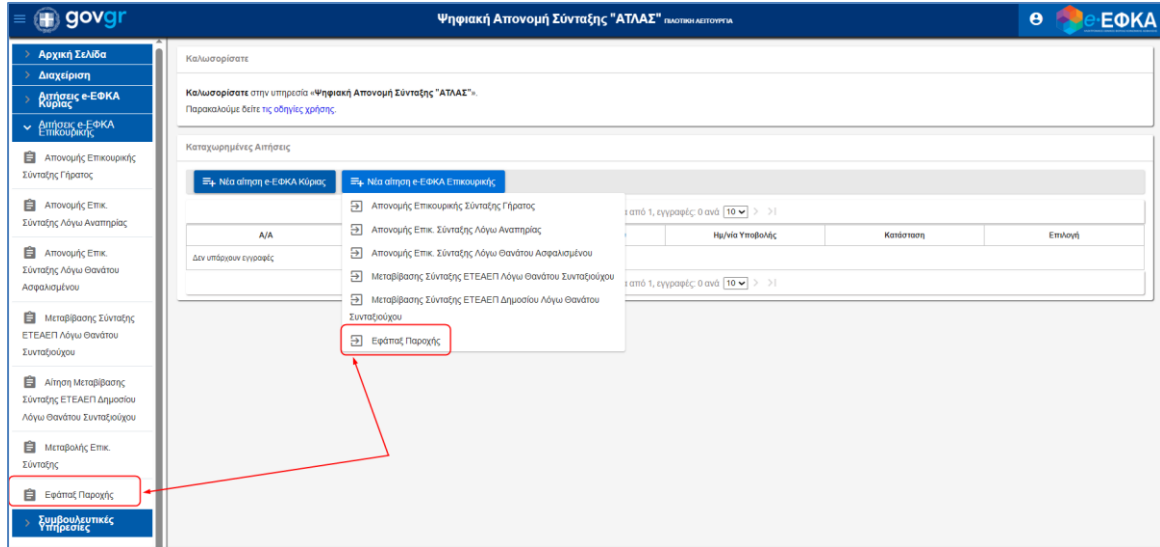 govgr
Ψηφιακή Απονομή Σύνταξης "ΑΤΛΑΣ" ΠΙΛΟΤΙΚΗ ΛΕΙΤΟΥΡΓΙΑ
e-ΕΦΚΑ
Αρχική Σελίδα
Διαχείριση
Αιτήσεις e-ΕΦΚΑ
Κύριας
Αιτήσεις e-ΕΦΚΑ
Επικουρικής
Απονομής Επικουρικής
Σύνταξης Γήρατος
Απονομής Επικ.
Σύνταξης Λόγω Αναπηρίας
Απονομής Επικ.
Σύνταξης Λόγω Θανάτου
Ασφαλισμένου
Μεταβίβασης Σύνταξης
ΕΤΕΑΕΠ Λόγω Θανάτου
Συνταξιούχου
Αίτηση Μεταβίβασης
Σύνταξης ΕΤΕΑΕΠ Δημοσίου
Λόγω Θανάτου Συνταξιούχου
Μεταβολής Επικ.
Σύνταξης
Εφάπαξ Παροχής
Συμβουλευτικές
Υπηρεσίες
Καλωσορίσατε
Καλωσορίσατε στην υπηρεσία «Ψηφιακή Απονομή Σύνταξης "ΑΤΛΑΣ"».
Παρακαλούμε δείτε τις οδηγίες χρήσης.
Καταχωρημένες Αιτήσεις
Νέα αίτηση e-ΕΦΚΑ Κύριας
Νέα αίτηση e-ΕΦΚΑ Επικουρικής
Απονομής Επικουρικής Σύνταξης Γήρατος
Απονομής Επικ. Σύνταξης Λόγω Αναπηρίας
Απονομής Επικ. Σύνταξης Λόγω Θανάτου Ασφαλισμένου
Μεταβίβασης Σύνταξης ΕΤΕΑΕΠ Λόγω Θανάτου Συνταξιούχου
Μεταβίβασης Σύνταξης ΕΤΕΑΕΠ Δημοσίου Λόγω Θανάτου
Συνταξιούχου
Εφάπαξ Παροχής
από 1, εγγραφές: 0 ανά 10
Α/Α
Ημ/νία Υποβολής
Κατάσταση
Επιλογή
Δεν υπάρχουν εγγραφές
από 1, εγγραφές: 0 ανά 10